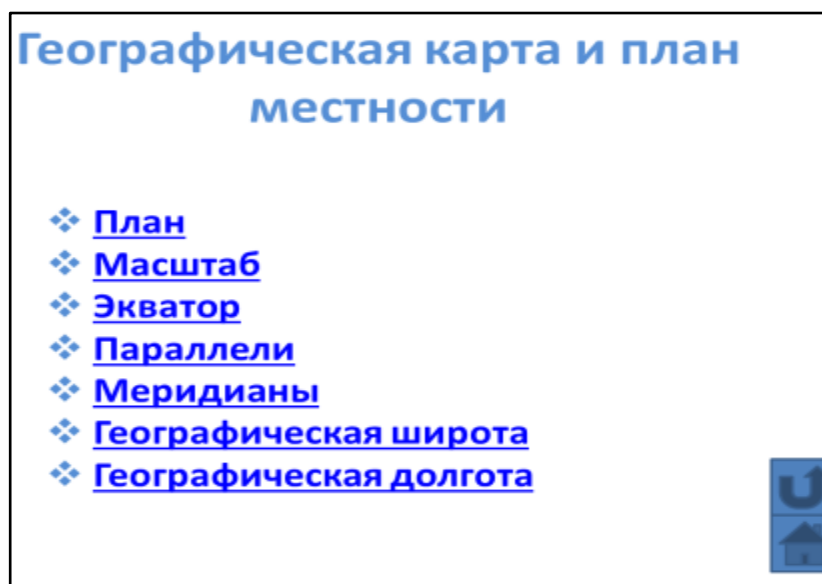 Географическая карта и план
местности
План
Масштаб
Экватор
Параллели
Меридианы
Географическая широта
Географическая долгота